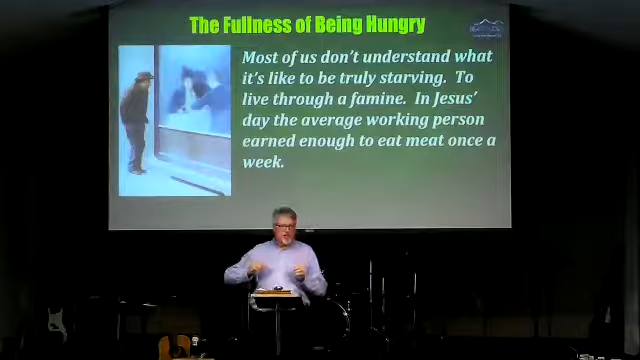 The Fullness of Being Hungry
Most of us don't understand what
it's like to be truly starving. To
live through a famine. In Jesus'
day the average working person
earned enough to eat meat once a
week.